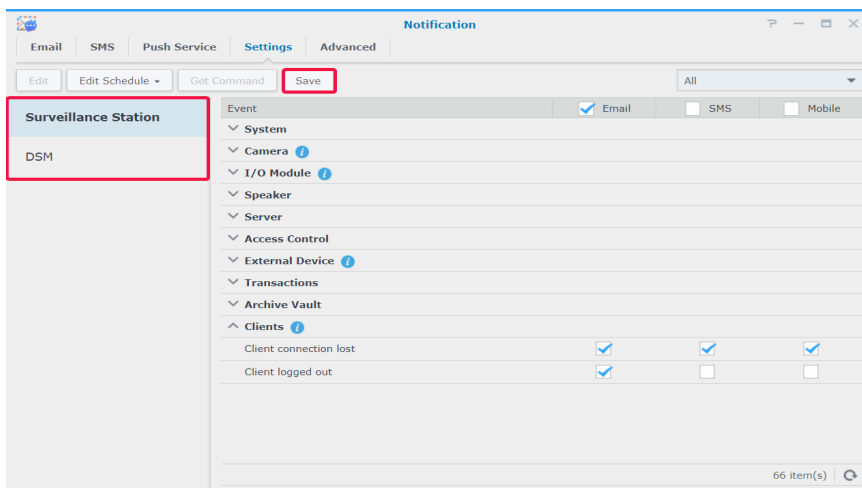 Notification
Email SMS Push Service Settings Advanced
Edit Edit Schedule Get Command Save All
Surveillance Station
DSM
Event Email SMS Mobile
System
Camera i
I/O Module i
Speaker
Server
Access Control
External Device i
Transactions
Archive Vault
Clients i
Client connection lost
Client logged out
66 item(s)